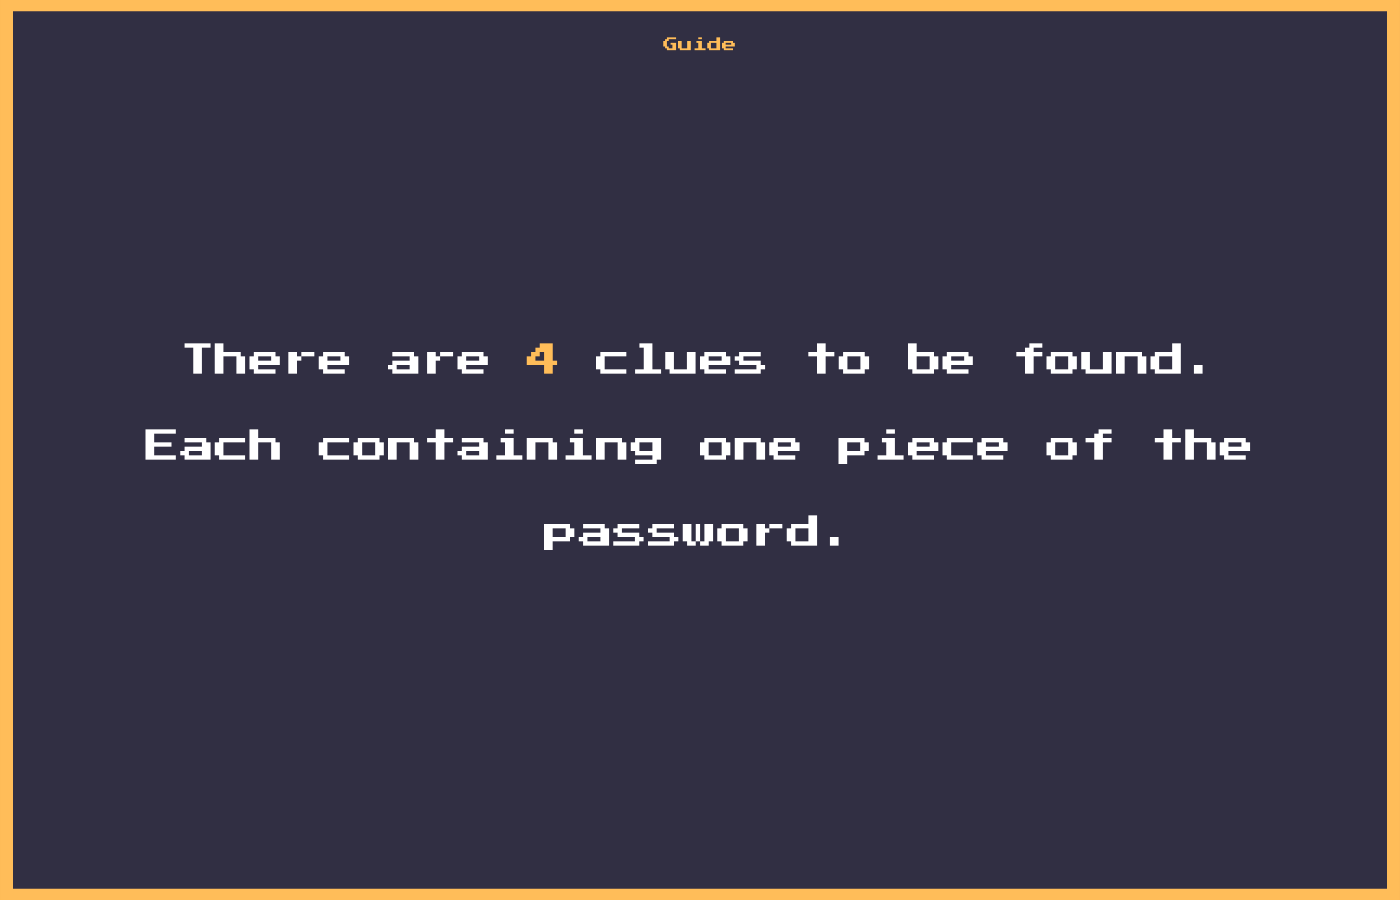 Guide
There are 4 clues to be found.
Each containing one piece of the
password.